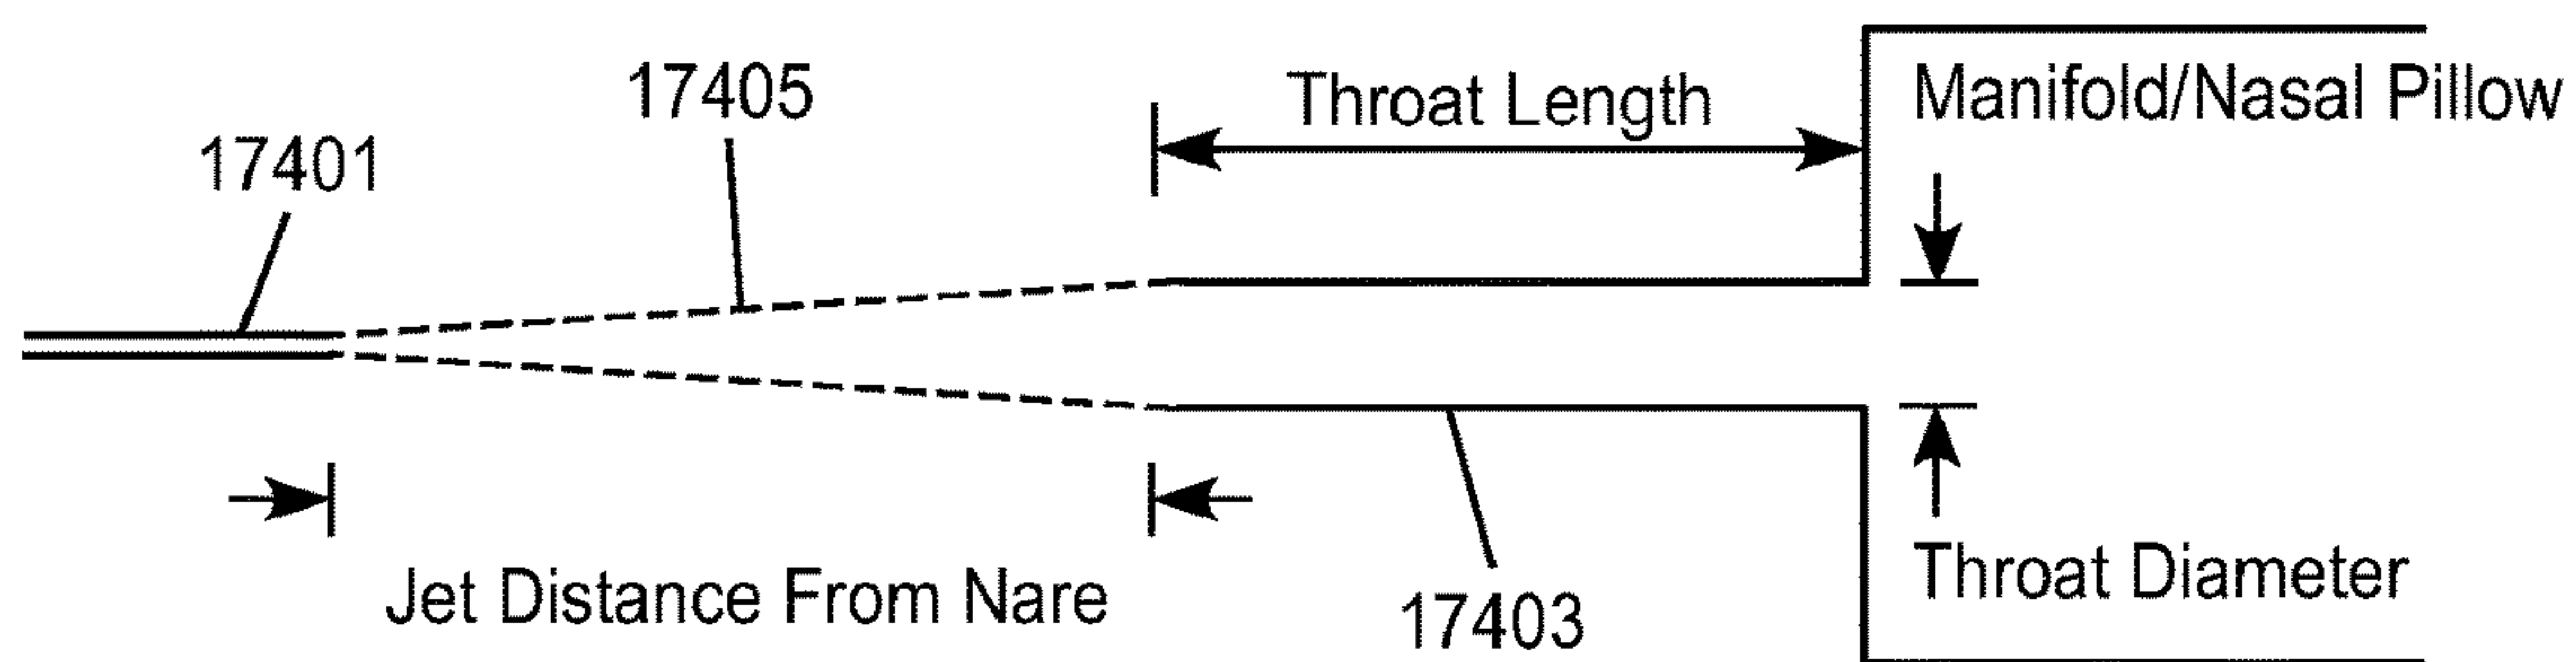 17401
17405
Throat Length
Manifold/Nasal Pillow
Jet Distance From Nare
17403
Throat Diameter